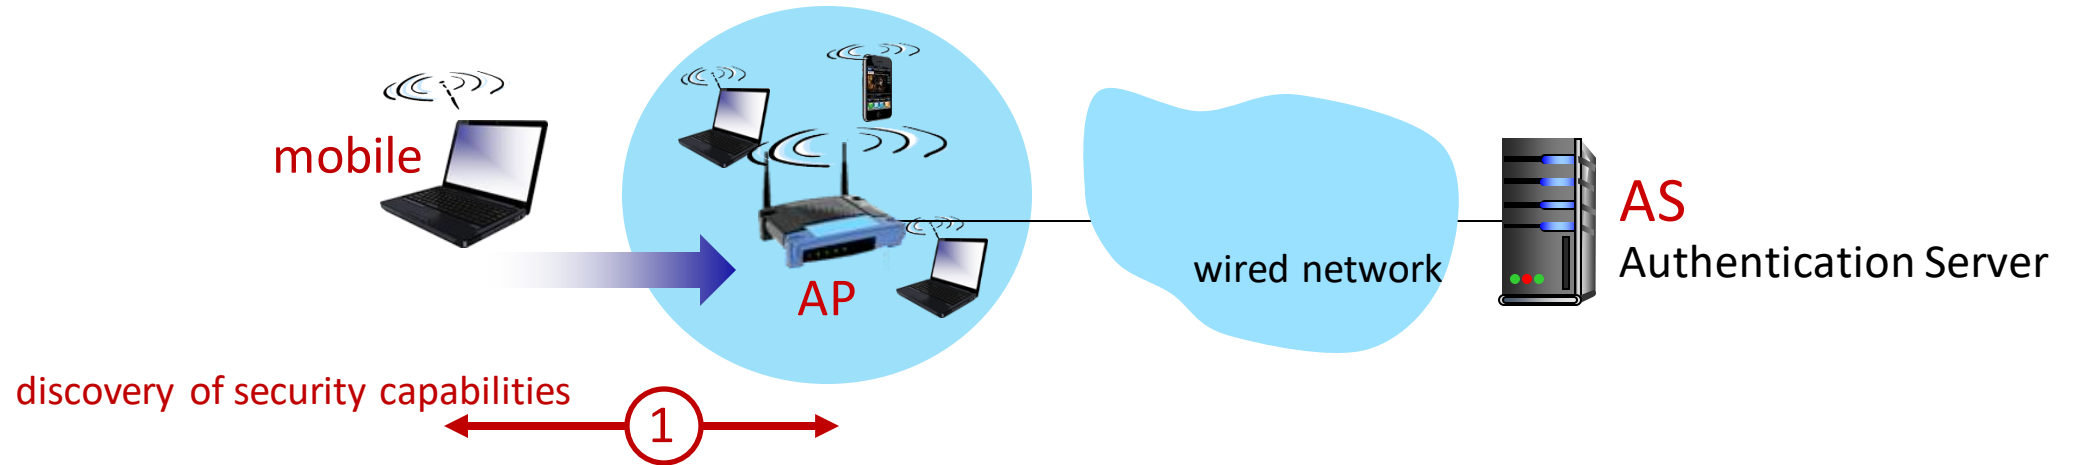 mobile
AP
wired network
AS
Authentication Server
discovery of security capabilities
1